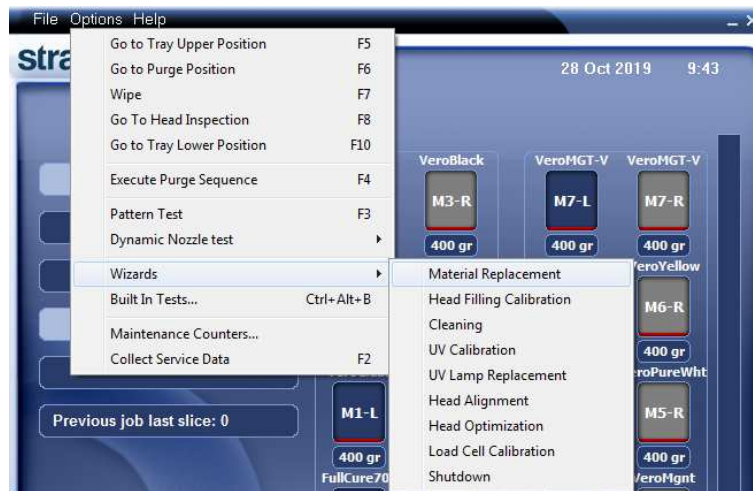 File Options Help
stra
28 Oct 2019 9:43
Go to Tray Upper Position F5
Go to Purge Position F6
Wipe F7
Go To Head Inspection F8
Go to Tray Lower Position F10
Execute Purge Sequence F4
Pattern Test F3
Dynamic Nozzle test
Wizards
Built In Tests... Ctrl+Alt+B
Maintenance Counters...
Collect Service Data F2
Material Replacement
Head Filling Calibration
Cleaning
UV Calibration
UV Lamp Replacement
Head Alignment
Head Optimization
Load Cell Calibration
Shutdown
VeroBlack VeroMGT-V VeroMGT-V
M3-R M7-L M7-R
400 gr 400 gr 400 gr
eroYellow
M6-R
400 gr
roPureWht
Previous job last slice: 0
M1-L M5-R
400 gr 400 gr
FullCure70 VeroMgnt